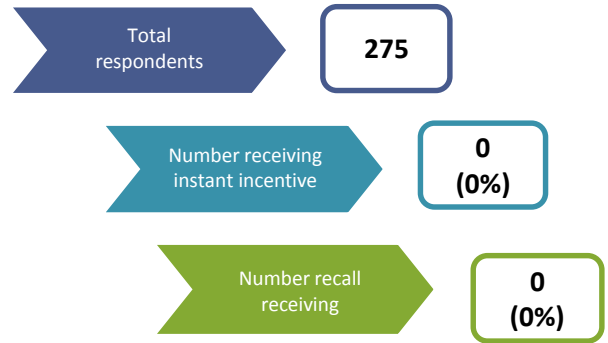 Total
respondents
275
Number receiving
instant incentive
0
(0%)
Number recall
receiving
0
(0%)